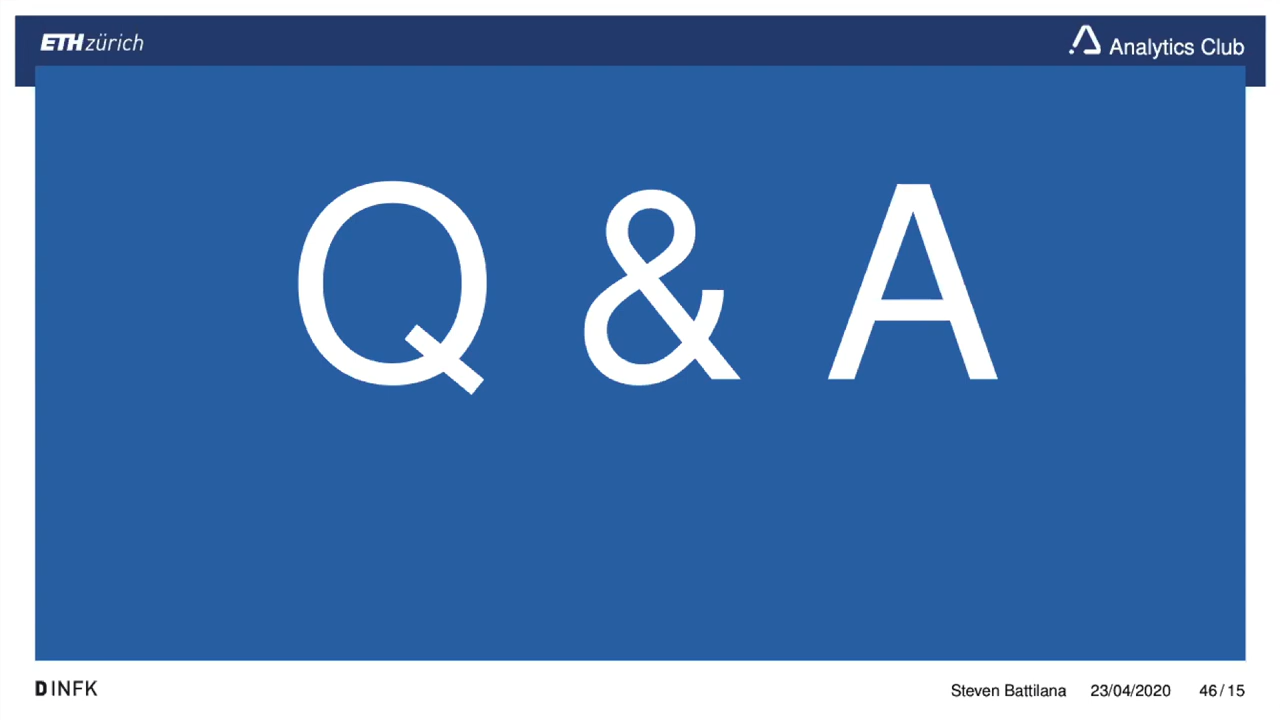 ETH zürich
Analytics Club
Q & A
D INFK
Steven Battilana 23/04/2020 46/15